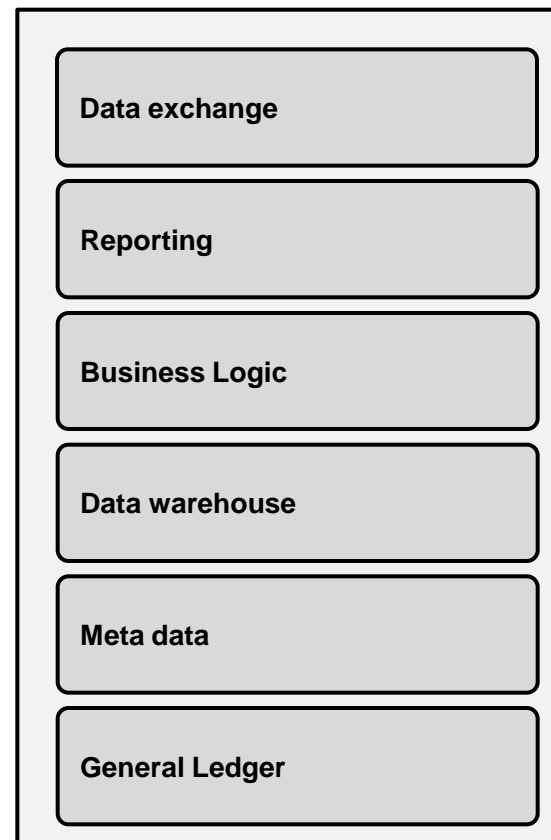 Data exchange
Reporting
Business Logic
Data warehouse
Meta data
General Ledger